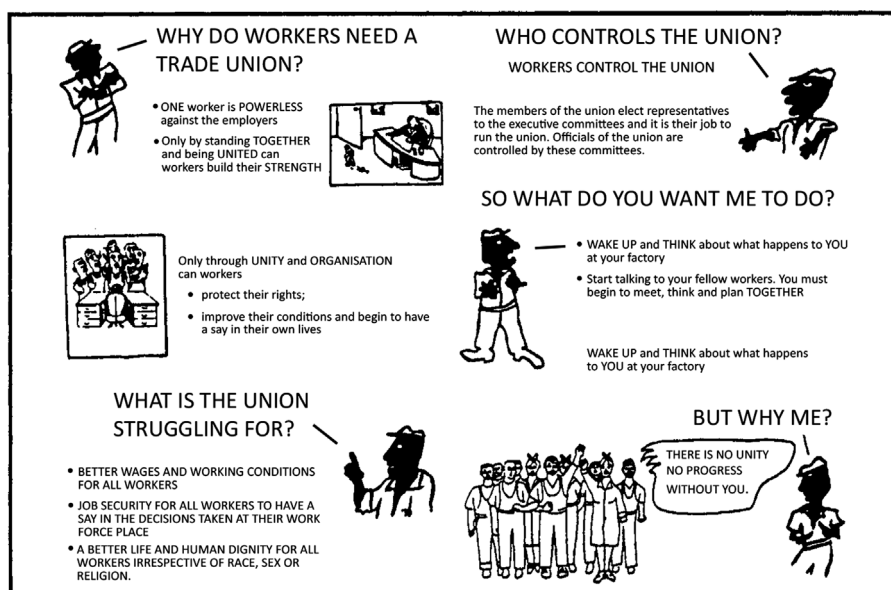 WHY DO WORKERS NEED A
TRADE UNION?
• ONE worker is POWERLESS
against the employers
• Only by standing TOGETHER
and being UNITED can
workers build their STRENGTH
Only through UNITY and ORGANISATION
can workers
• protect their rights;
• improve their conditions and begin to have
a say in their own lives
WHAT IS THE UNION
STRUGGLING FOR?
• BETTER WAGES AND WORKING CONDITIONS
FOR ALL WORKERS
• JOB SECURITY FOR ALL WORKERS TO HAVE A
SAY IN THE DECISIONS TAKEN AT THEIR WORK
FORCE PLACE
• A BETTER LIFE AND HUMAN DIGNITY FOR ALL
WORKERS IRRESPECTIVE OF RACE, SEX OR
RELIGION.
WHO CONTROLS THE UNION?
WORKERS CONTROL THE UNION
The members of the union elect representatives
to the executive committees and it is their job to
run the union. Officials of the union are
controlled by these committees.
SO WHAT DO YOU WANT ME TO DO?
• WAKE UP and THINK about what happens to YOU
at your factory
• Start talking to your fellow workers. You must
begin to meet, think and plan TOGETHER
WAKE UP and THINK about what happens
to YOU at your factory
BUT WHY ME?
THERE IS NO UNITY
NO PROGRESS
WITHOUT YOU.